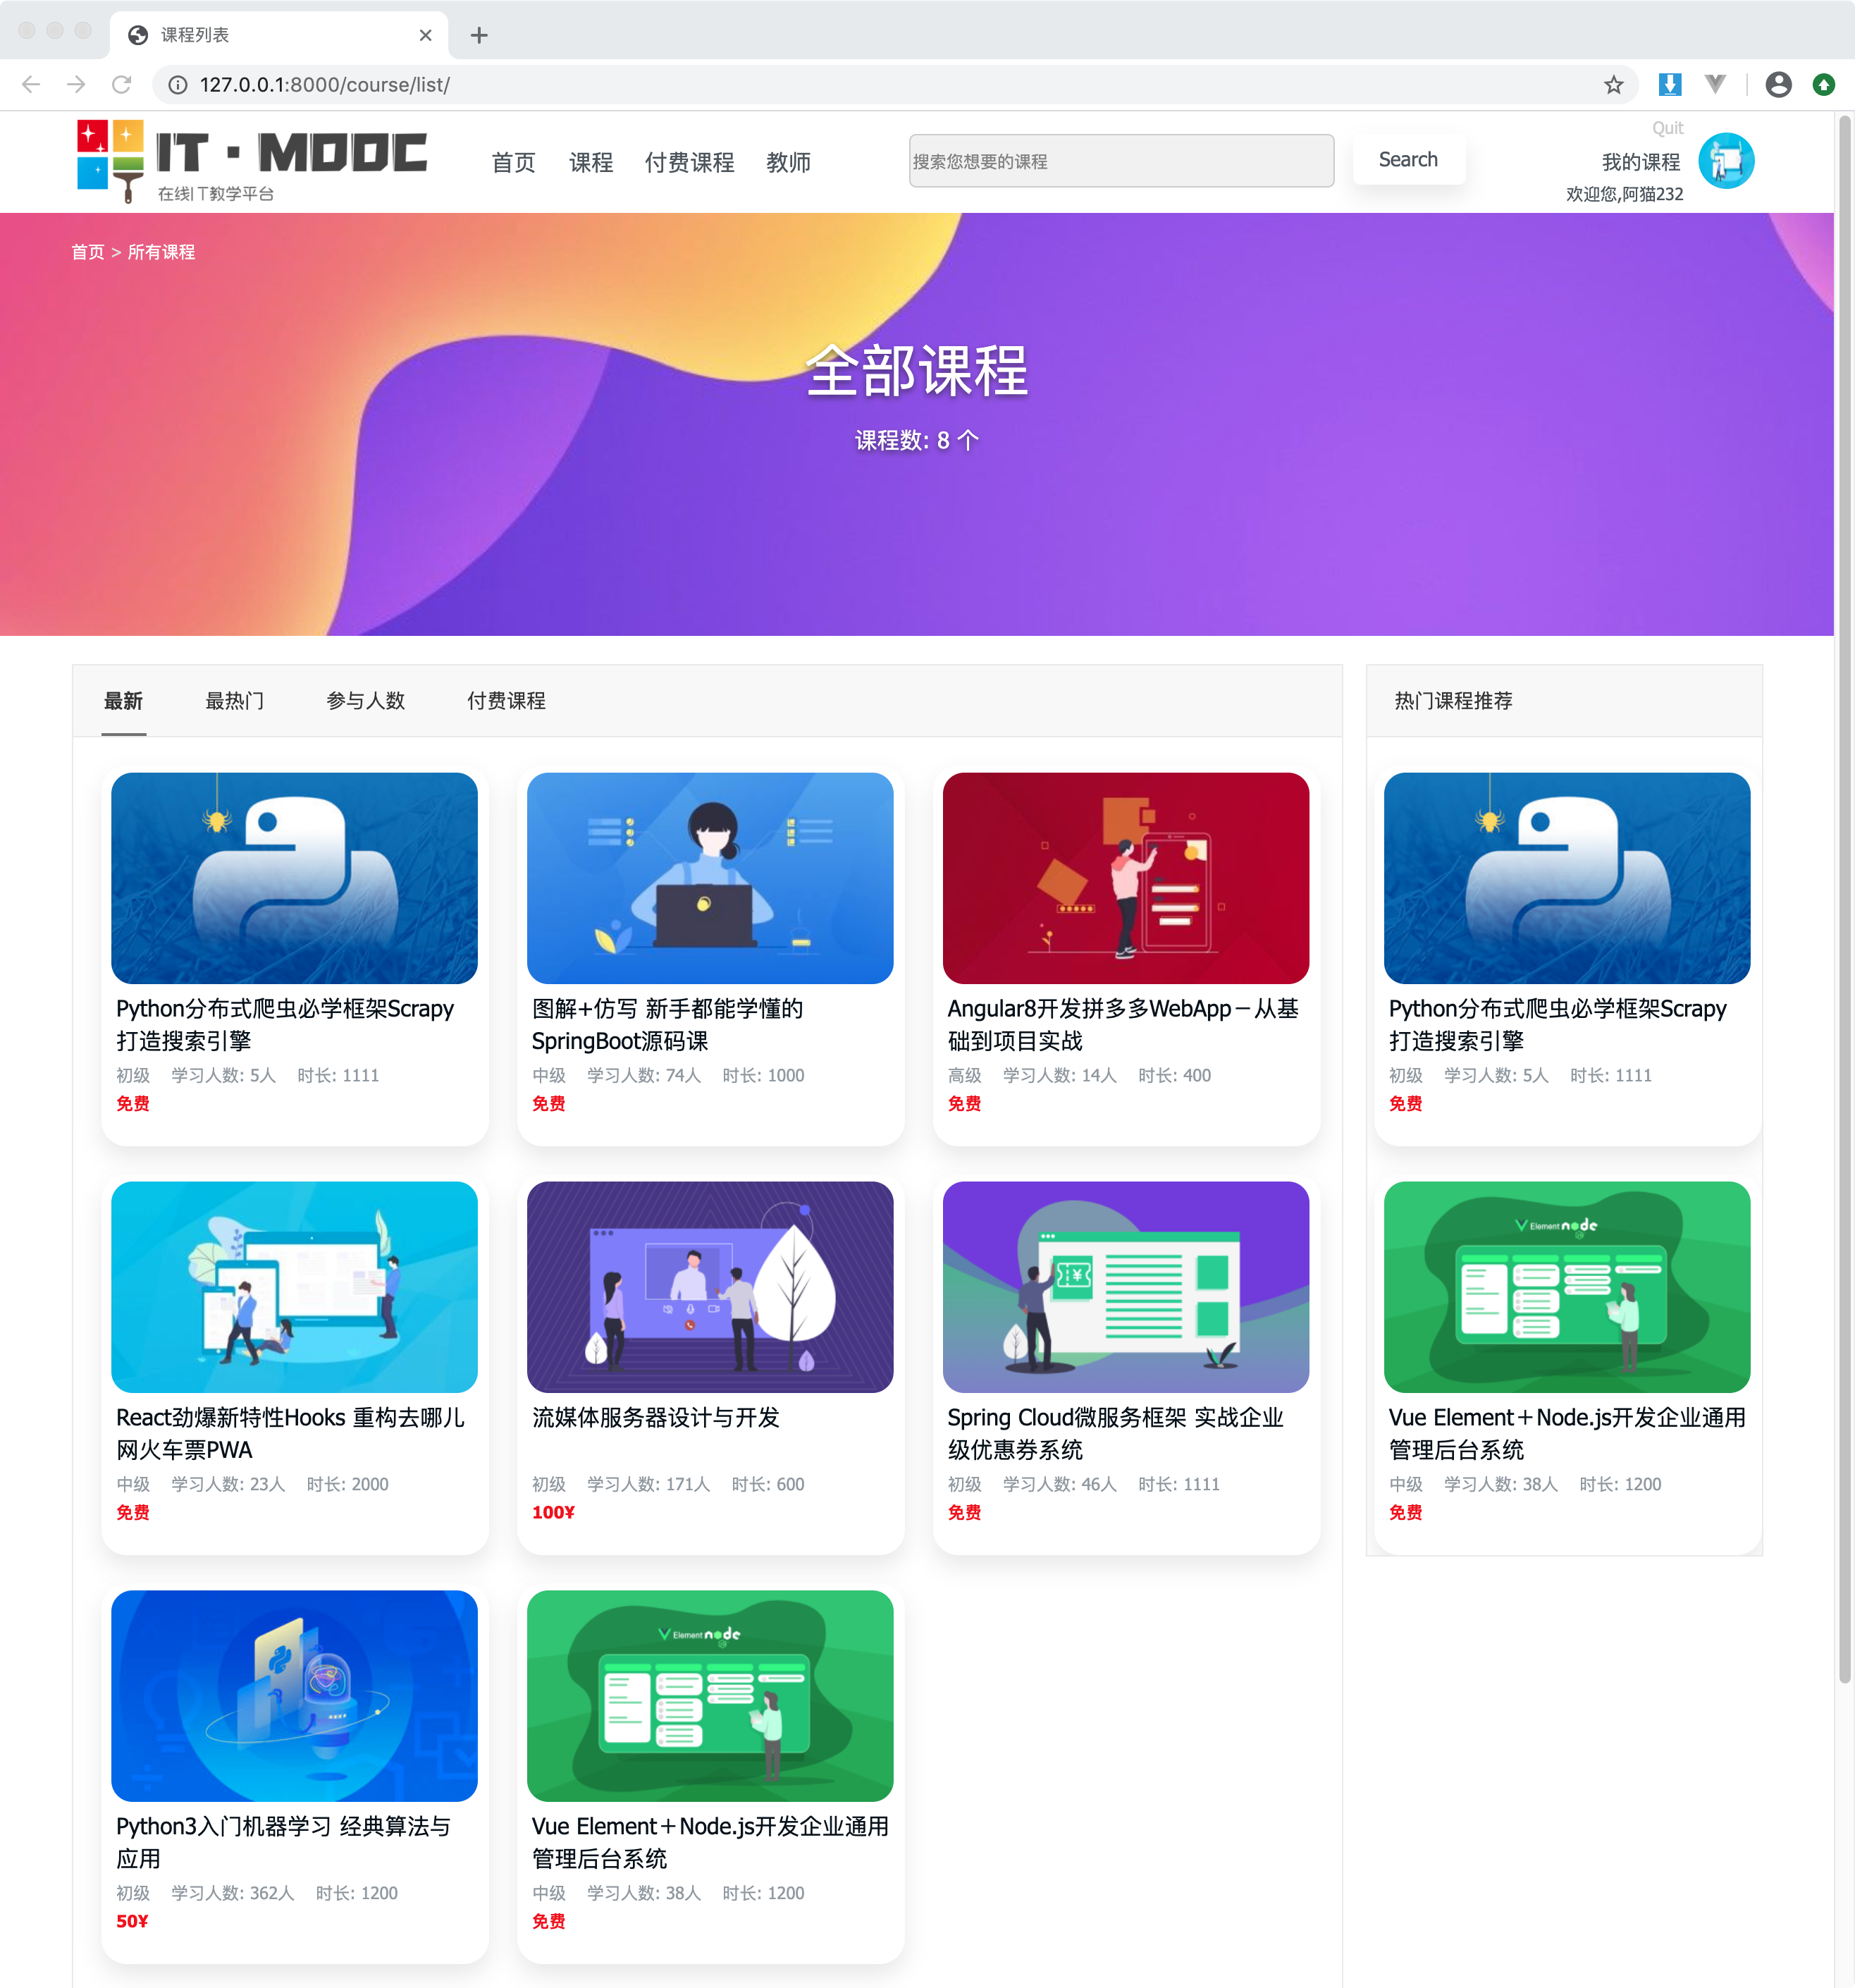 课程列表
127.0.0.1:8000/course/list/
IT·MOOC
在线IT教学平台
首页 课程 付费课程 教师
搜索您想要的课程
Search
Quit
我的课程
欢迎您,阿猫232
首页 > 所有课程
全部课程
课程数: 8 个
最新 最热门 参与人数 付费课程
热门课程推荐
Python分布式爬虫必学框架Scrapy
打造搜索引擎
初级 学习人数: 5人 时长: 1111
免费
图解+仿写 新手都能学懂的
SpringBoot源码课
中级 学习人数: 74人 时长: 1000
免费
Angular8开发拼多多WebApp－从基
础到项目实战
高级 学习人数: 14人 时长: 400
免费
Python分布式爬虫必学框架Scrapy
打造搜索引擎
初级 学习人数: 5人 时长: 1111
免费
React劲爆新特性Hooks 重构去哪儿
网火车票PWA
中级 学习人数: 23人 时长: 2000
免费
流媒体服务器设计与开发
初级 学习人数: 171人 时长: 600
100¥
Spring Cloud微服务框架 实战企业
级优惠券系统
初级 学习人数: 46人 时长: 1111
免费
Element node
Vue Element＋Node.js开发企业通用
管理后台系统
中级 学习人数: 38人 时长: 1200
免费
Python3入门机器学习 经典算法与
应用
初级 学习人数: 362人 时长: 1200
50¥
Element node
Vue Element＋Node.js开发企业通用
管理后台系统
中级 学习人数: 38人 时长: 1200
免费